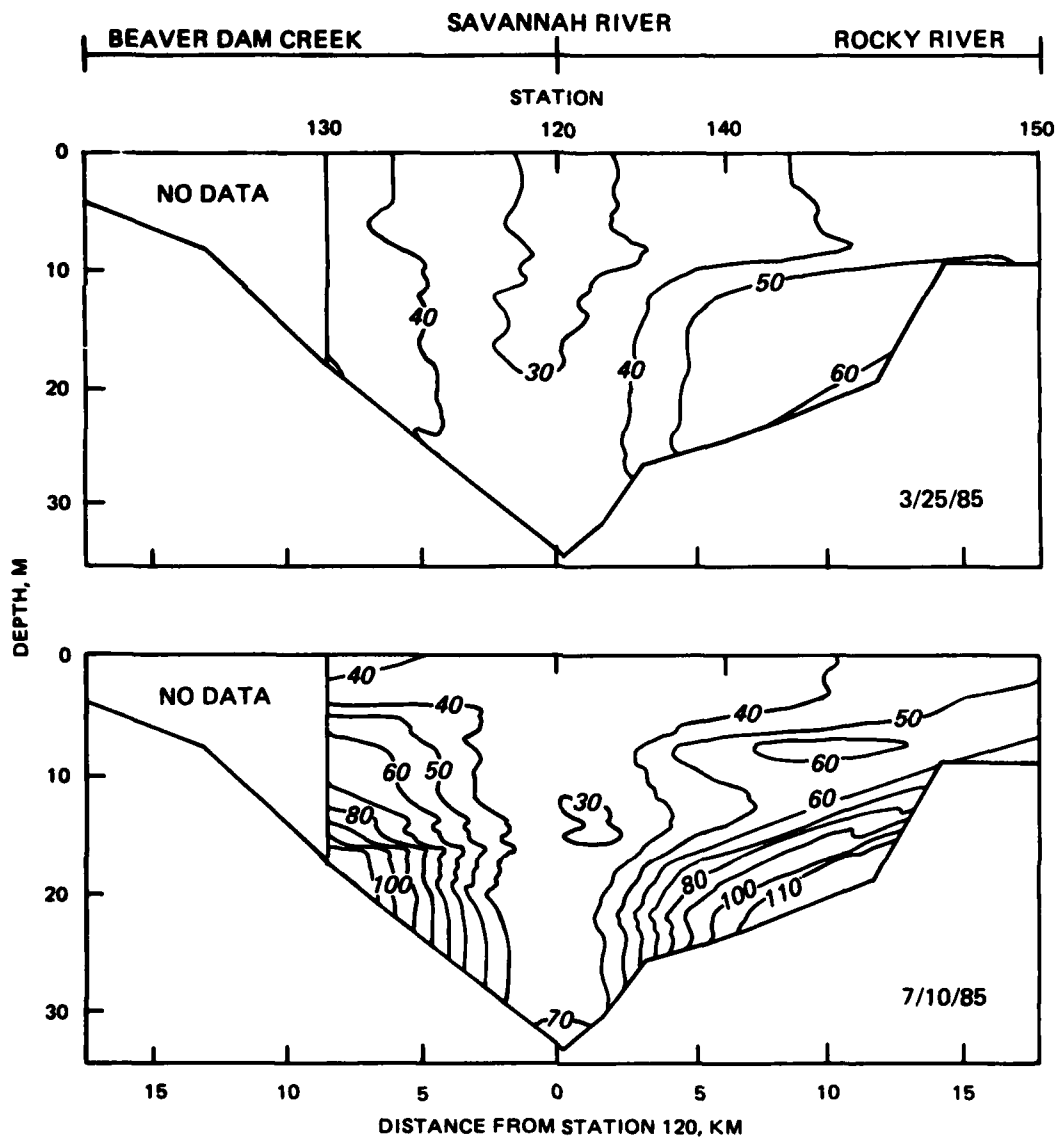 SAVANNAH RIVER
BEAVER DAM CREEK ROCKY RIVER
STATION
130 120 140 150
0
NO DATA
10
50
40
20
30 40 60
30
3/25/85
DEPTH, M
0
40
NO DATA
40 40 50
60 50 60
10
30 60
80
20
100 80 100 110
30
70
7/10/85
15 10 5 0 5 10 15
DISTANCE FROM STATION 120, KM